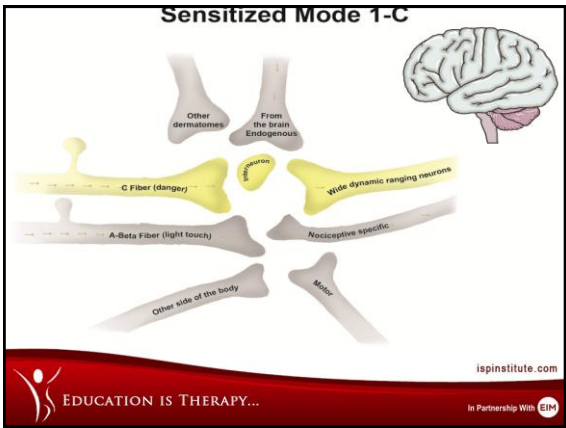 Sensitized Mode 1-C
Other
dermatomes
From
the brain
Endogenous
Interneuron
C Fiber (danger)
Wide dynamic ranging neurons
A-Beta Fiber (light touch)
Nociceptive specific
Other side of the body
Motor
ispinstitute.com
EDUCATION IS THERAPY...
In Partnership With EIM